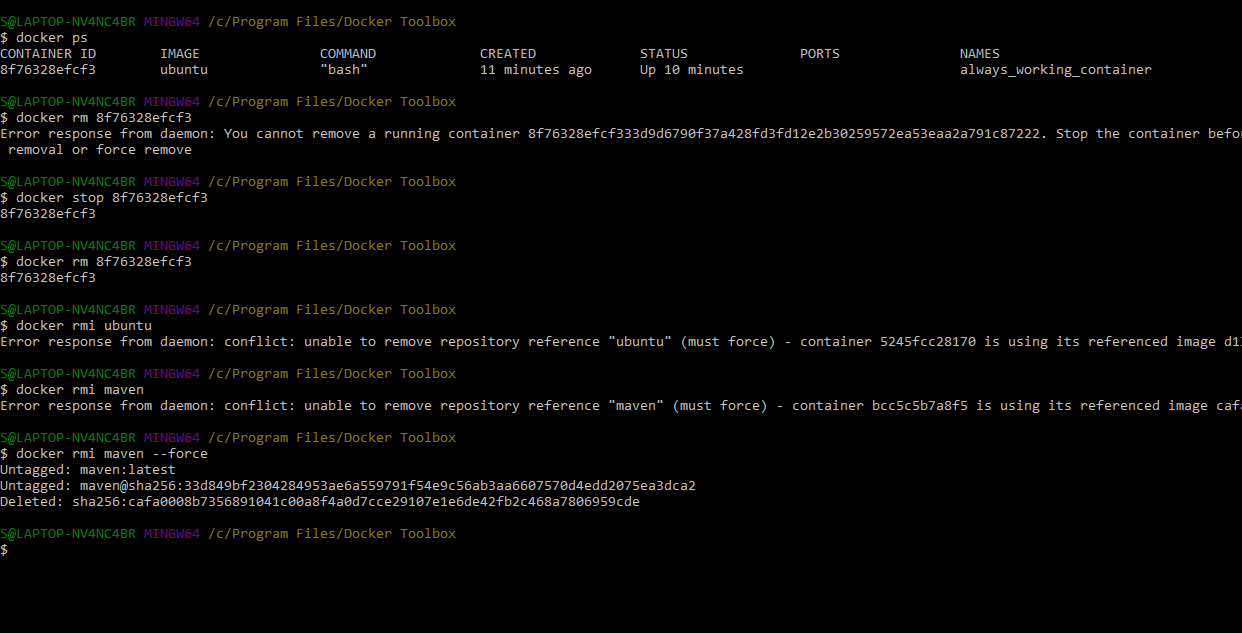 S@LAPTOP-NV4NC4BR MINGW64 /c/Program Files/Docker Toolbox
$ docker ps
CONTAINER ID        IMAGE               COMMAND             CREATED             STATUS              PORTS               NAMES
8f76328efcf3        ubuntu              "bash"              11 minutes ago      Up 10 minutes                           always_working_container
S@LAPTOP-NV4NC4BR MINGW64 /c/Program Files/Docker Toolbox
$ docker rm 8f76328efcf3
Error response from daemon: You cannot remove a running container 8f76328efcf333d9d6790f37a428fd3fd12e2b30259572ea53eaa2a791c87222. Stop the container befo
removal or force remove
S@LAPTOP-NV4NC4BR MINGW64 /c/Program Files/Docker Toolbox
$ docker stop 8f76328efcf3
8f76328efcf3
S@LAPTOP-NV4NC4BR MINGW64 /c/Program Files/Docker Toolbox
$ docker rm 8f76328efcf3
8f76328efcf3
S@LAPTOP-NV4NC4BR MINGW64 /c/Program Files/Docker Toolbox
$ docker rmi ubuntu
Error response from daemon: conflict: unable to remove repository reference "ubuntu" (must force) - container 5245fcc28170 is using its referenced image d1
S@LAPTOP-NV4NC4BR MINGW64 /c/Program Files/Docker Toolbox
$ docker rmi maven
Error response from daemon: conflict: unable to remove repository reference "maven" (must force) - container bcc5c5b7a8f5 is using its referenced image caf
S@LAPTOP-NV4NC4BR MINGW64 /c/Program Files/Docker Toolbox
$ docker rmi maven --force
Untagged: maven:latest
Untagged: maven@sha256:33d849bf2304284953ae6a559791f54e9c56ab3aa6607570d4edd2075ea3dca2
Deleted: sha256:cafa0008b7356891041c00a8f4a0d7cce29107e1e6de42fb2c468a7806959cde
S@LAPTOP-NV4NC4BR MINGW64 /c/Program Files/Docker Toolbox
$